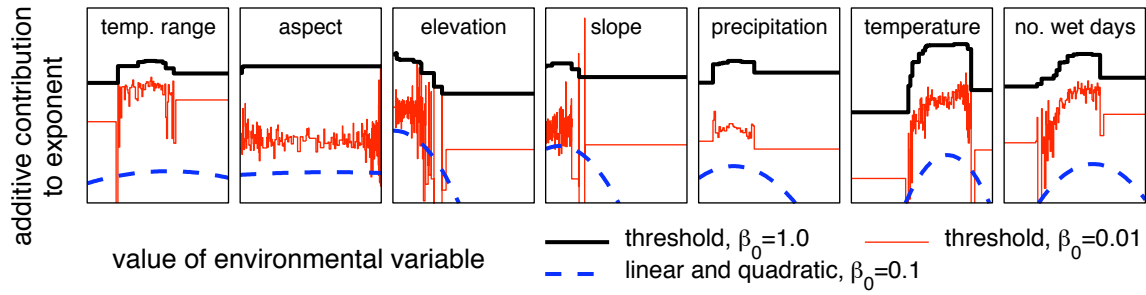 additive contribution
to exponent
temp. range
aspect
elevation
slope
precipitation
temperature
no. wet days
value of environmental variable
threshold, β₀=1.0
threshold, β₀=0.01
linear and quadratic, β₀=0.1